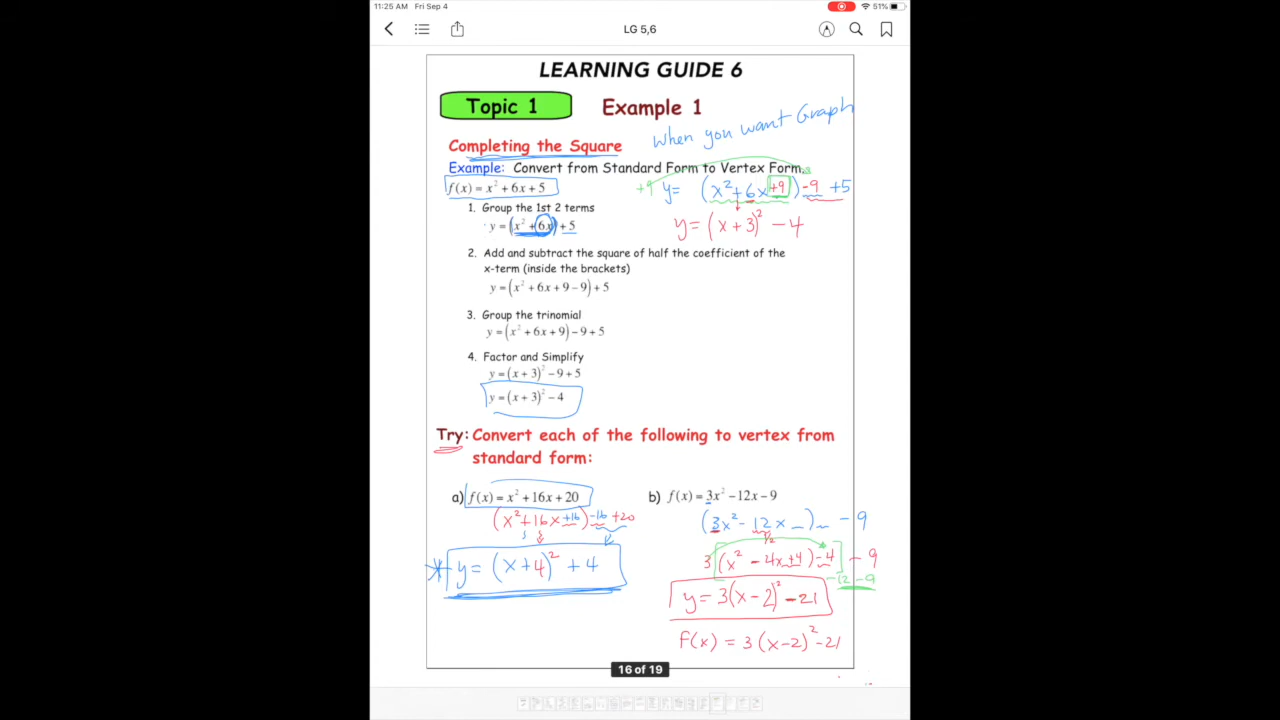 11:25 AM Fri Sep 4 51%
LG 5,6
LEARNING GUIDE 6
Topic 1 Example 1
When you want Graph
Completing the Square
Example: Convert from Standard Form to Vertex Form.
f(x) = x² + 6x + 5
+9 y= (x²+6x+9)-9+5
1. Group the 1st 2 terms
y = (x² + 6x) + 5
y=(x+3)² -4
2. Add and subtract the square of half the coefficient of the
x-term (inside the brackets)
y = (x² + 6x + 9 − 9) + 5
3. Group the trinomial
y = (x² + 6x + 9) − 9 + 5
4. Factor and Simplify
y = (x + 3)² − 9 + 5
y = (x + 3)² − 4
Try: Convert each of the following to vertex from
standard form:
a) f(x) = x² + 16x + 20
(x²+16x+16)-16+20
y= (x+4)² +4
b) f(x) = 3x² − 12x − 9
(3x²-12x _)_ -9
1/2
3[(x²-4x+4)-4]-9
-12-9
y=3(x-2)²-21
f(x) = 3(x-2)²-21
16 of 19